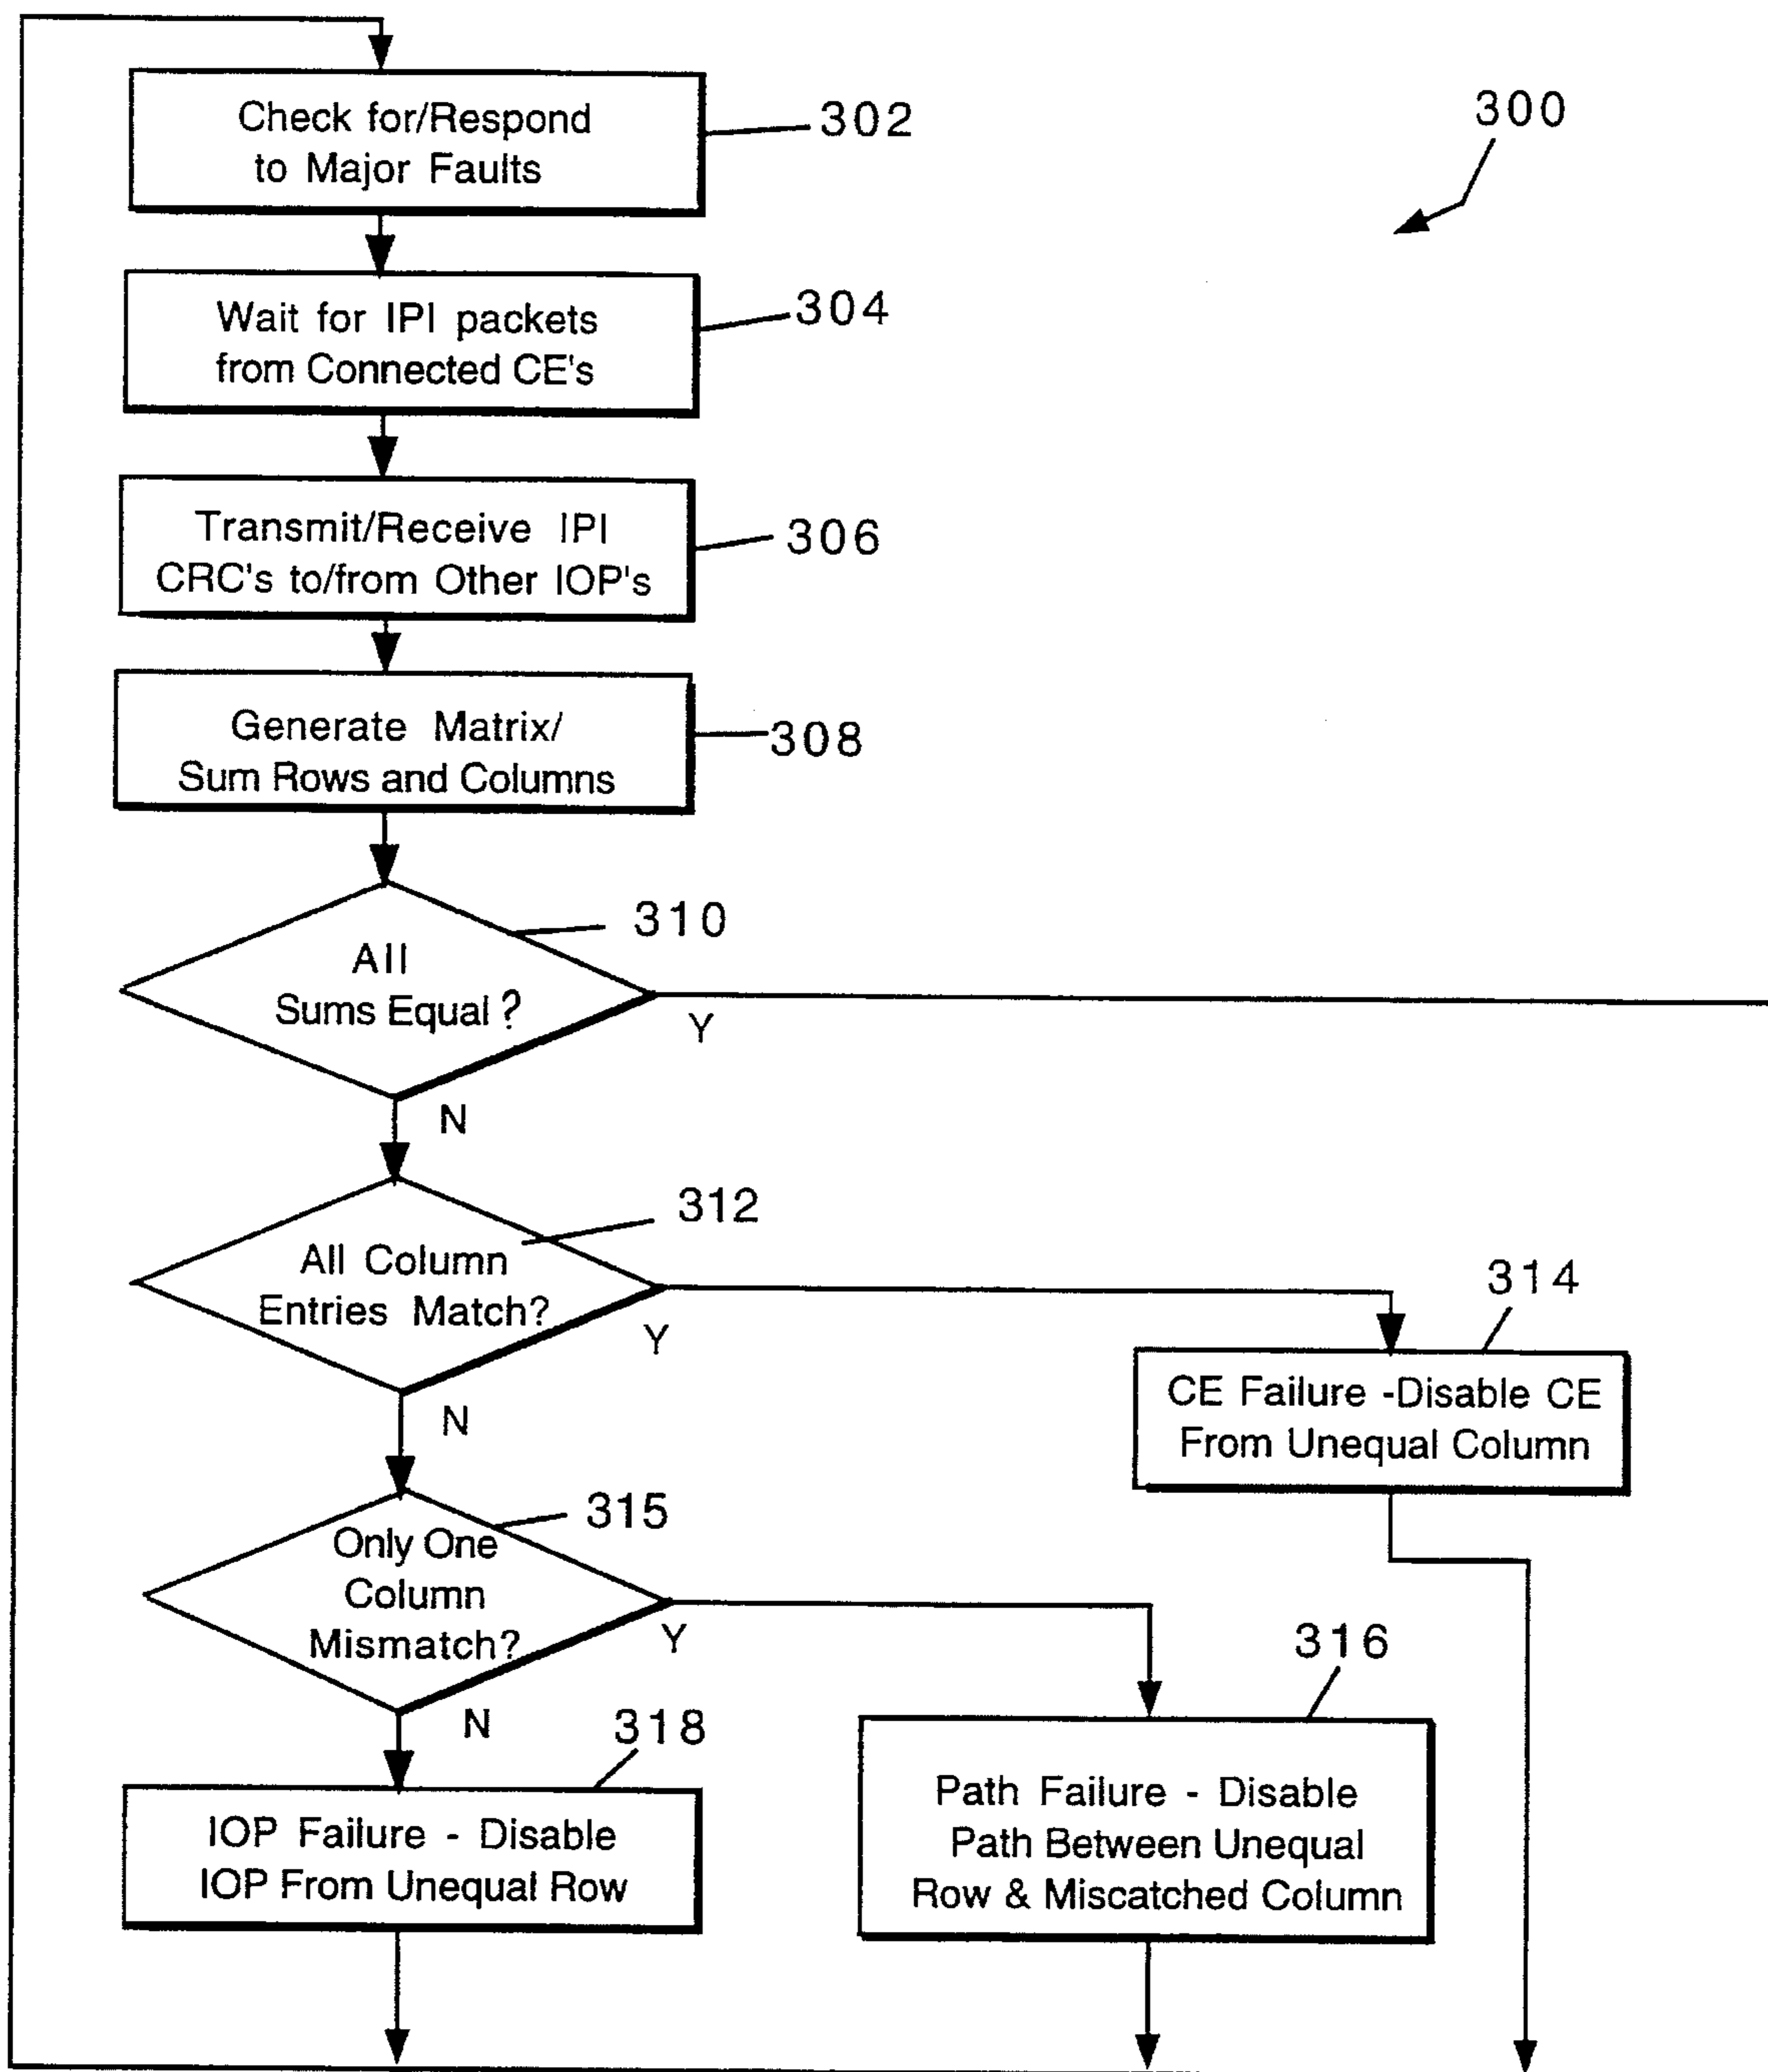 Check for/Respond
to Major Faults
302
300
Wait for IPI packets
from Connected CE's
304
Transmit/Receive IPI
CRC's to/from Other IOP's
306
Generate Matrix/
Sum Rows and Columns
308
310
All
Sums Equal ?
Y
N
312
All Column
Entries Match?
Y
314
CE Failure -Disable CE
From Unequal Column
N
315
Only One
Column
Mismatch?
Y
316
N
318
Path Failure - Disable
Path Between Unequal
Row & Miscatched Column
IOP Failure - Disable
IOP From Unequal Row